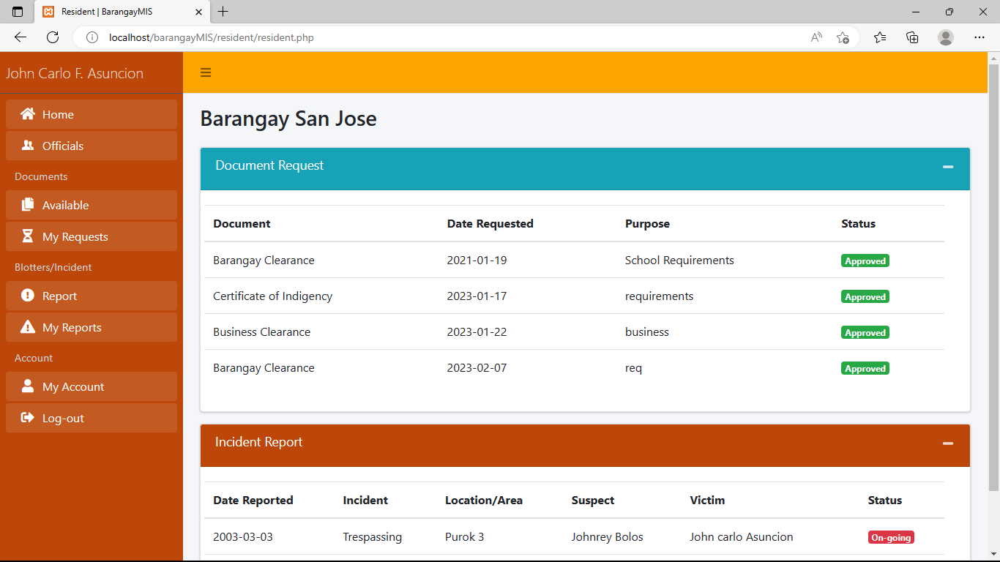 Resident | BarangayMIS
localhost/barangayMIS/resident/resident.php
John Carlo F. Asuncion
Home
Officials
Documents
Available
My Requests
Blotters/Incident
Report
My Reports
Account
My Account
Log-out
Barangay San Jose
Document Request
Document Date Requested Purpose Status
Barangay Clearance 2021-01-19 School Requirements Approved
Certificate of Indigency 2023-01-17 requirements Approved
Business Clearance 2023-01-22 business Approved
Barangay Clearance 2023-02-07 req Approved
Incident Report
Date Reported Incident Location/Area Suspect Victim Status
2003-03-03 Trespassing Purok 3 Johnrey Bolos John carlo Asuncion On-going